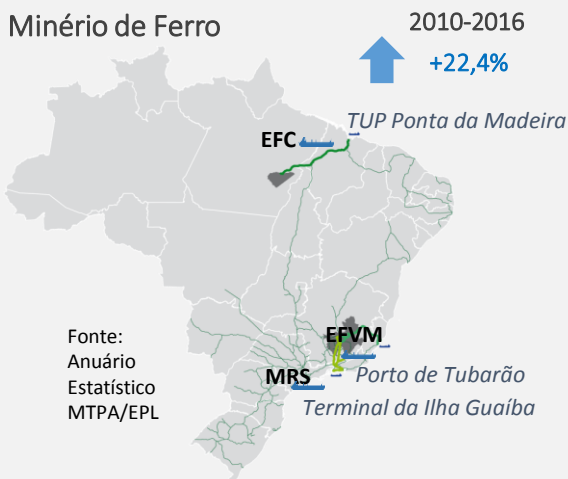 Minério de Ferro
2010-2016
+22,4%
TUP Ponta da Madeira
EFC
EFVM
MRS
Porto de Tubarão
Terminal da Ilha Guaíba
Fonte:
Anuário
Estatístico
MTPA/EPL